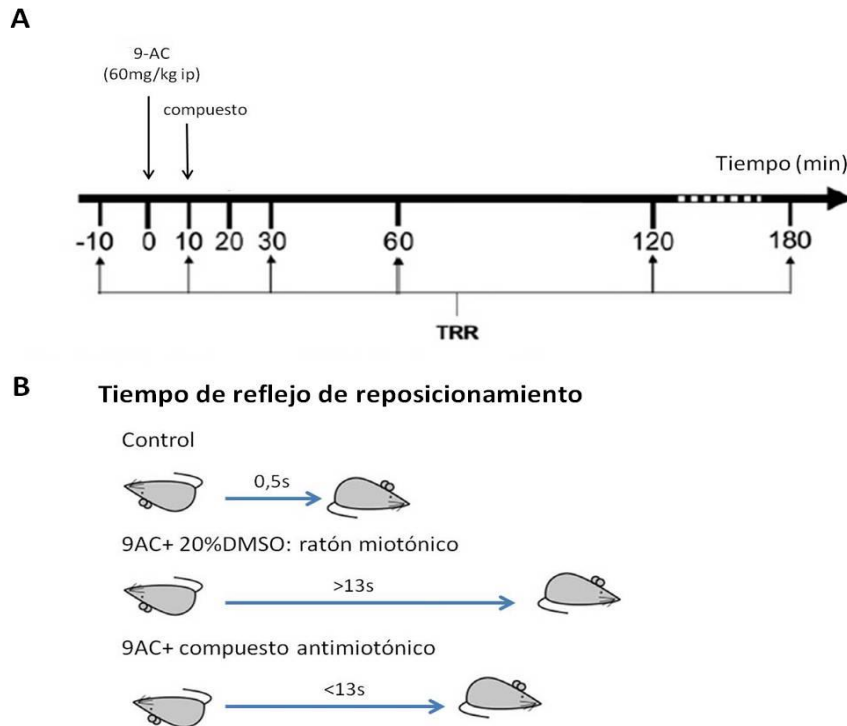 A
9-AC
(60mg/kg ip)
compuesto
Tiempo (min)
-10 0 10 20 30 60 120 180
TRR
B Tiempo de reflejo de reposicionamiento
Control
0,5s
9AC+ 20%DMSO: ratón miotónico
>13s
9AC+ compuesto antimiotónico
<13s